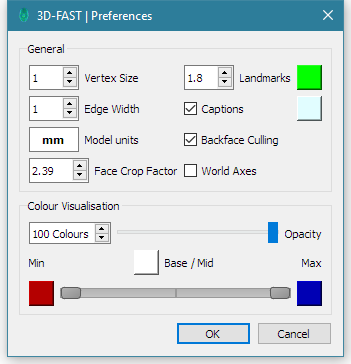 3D-FAST | Preferences
General
1 Vertex Size 1.8 Landmarks
1 Edge Width Captions
mm Model units Backface Culling
2.39 Face Crop Factor World Axes
Colour Visualisation
100 Colours Opacity
Min Base / Mid Max
OK Cancel